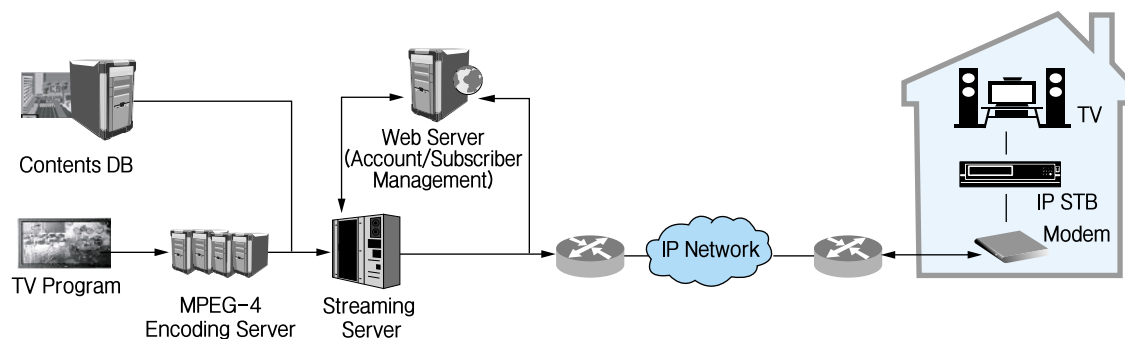 Contents DB
TV Program
MPEG-4
Encoding Server
Web Server
(Account/Subscriber
Management)
Streaming
Server
IP Network
TV
IP STB
Modem